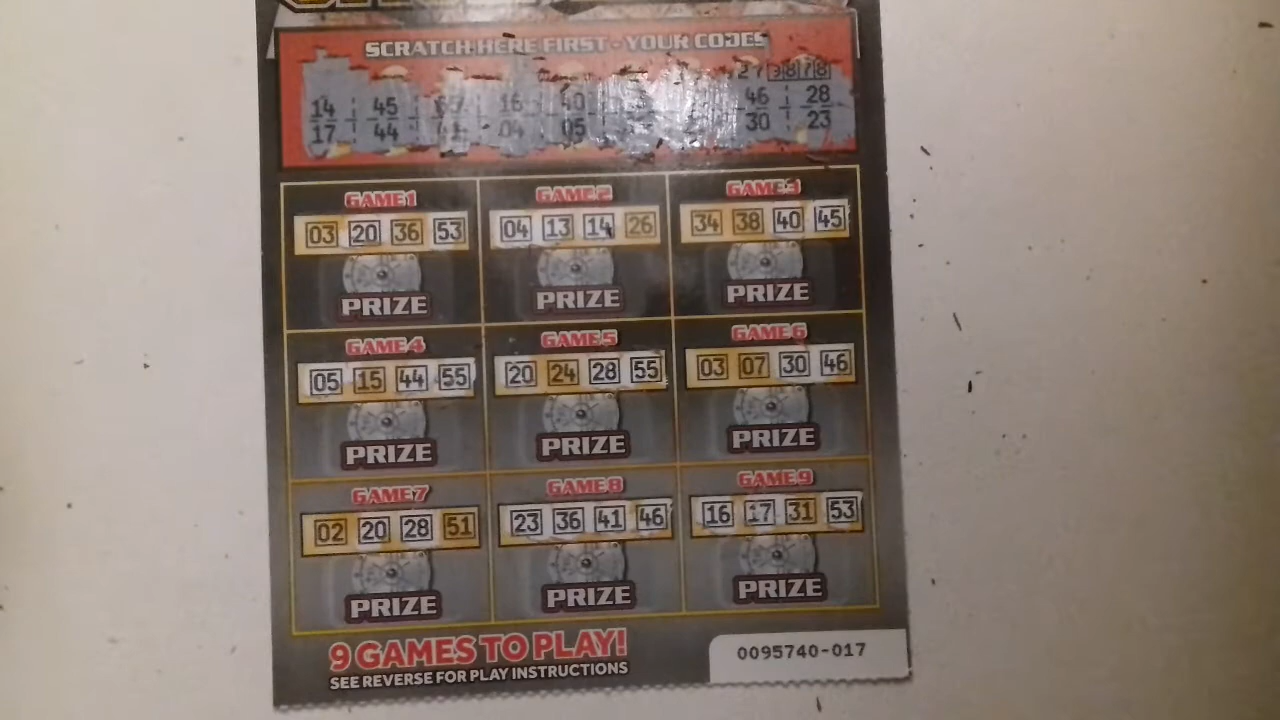 SCRATCH HERE FIRST - YOUR CODES
14 45 16 40 46 28
17 44 04 05 30 23
GAME 1 GAME 2 GAME 3
03 20 36 53 04 13 14 26 34 38 40 45
PRIZE PRIZE PRIZE
GAME 4 GAME 5 GAME 6
05 15 44 55 20 24 28 55 03 07 30 46
PRIZE PRIZE PRIZE
GAME 7 GAME 8 GAME 9
02 20 28 51 23 36 41 46 16 17 31 53
PRIZE PRIZE PRIZE
9 GAMES TO PLAY!
SEE REVERSE FOR PLAY INSTRUCTIONS
0095740-017